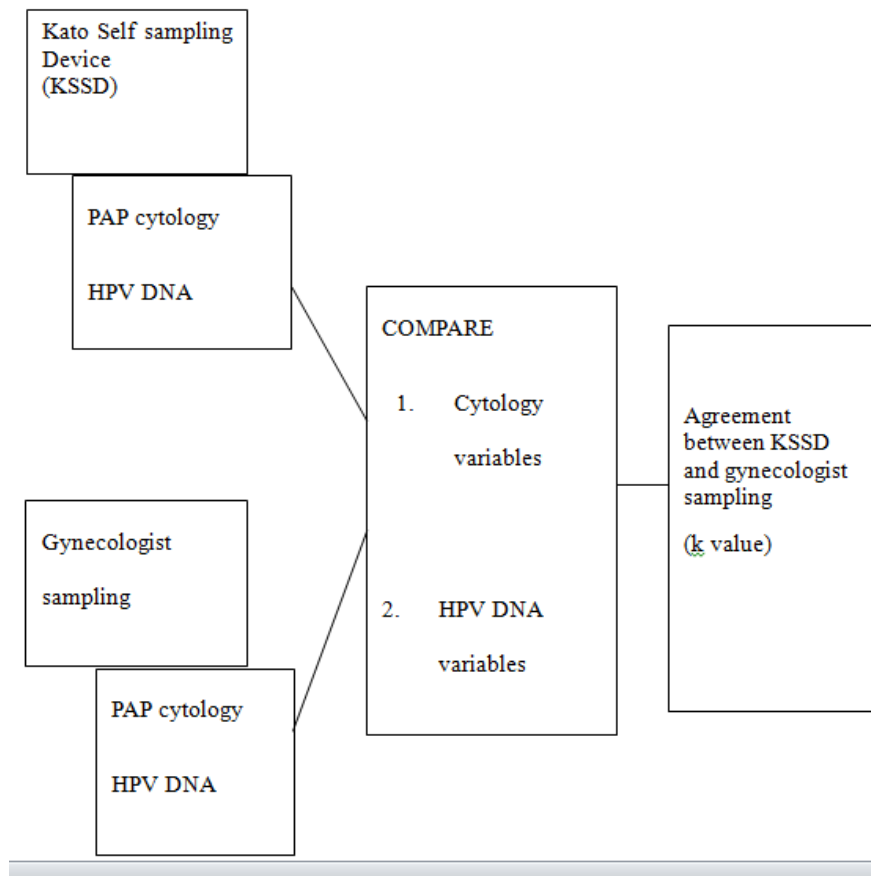 Kato Self sampling
Device
(KSSD)
PAP cytology
HPV DNA
Gynecologist
sampling
PAP cytology
HPV DNA
COMPARE
1. Cytology
variables
2. HPV DNA
variables
Agreement
between KSSD
and gynecologist
sampling
(k value)